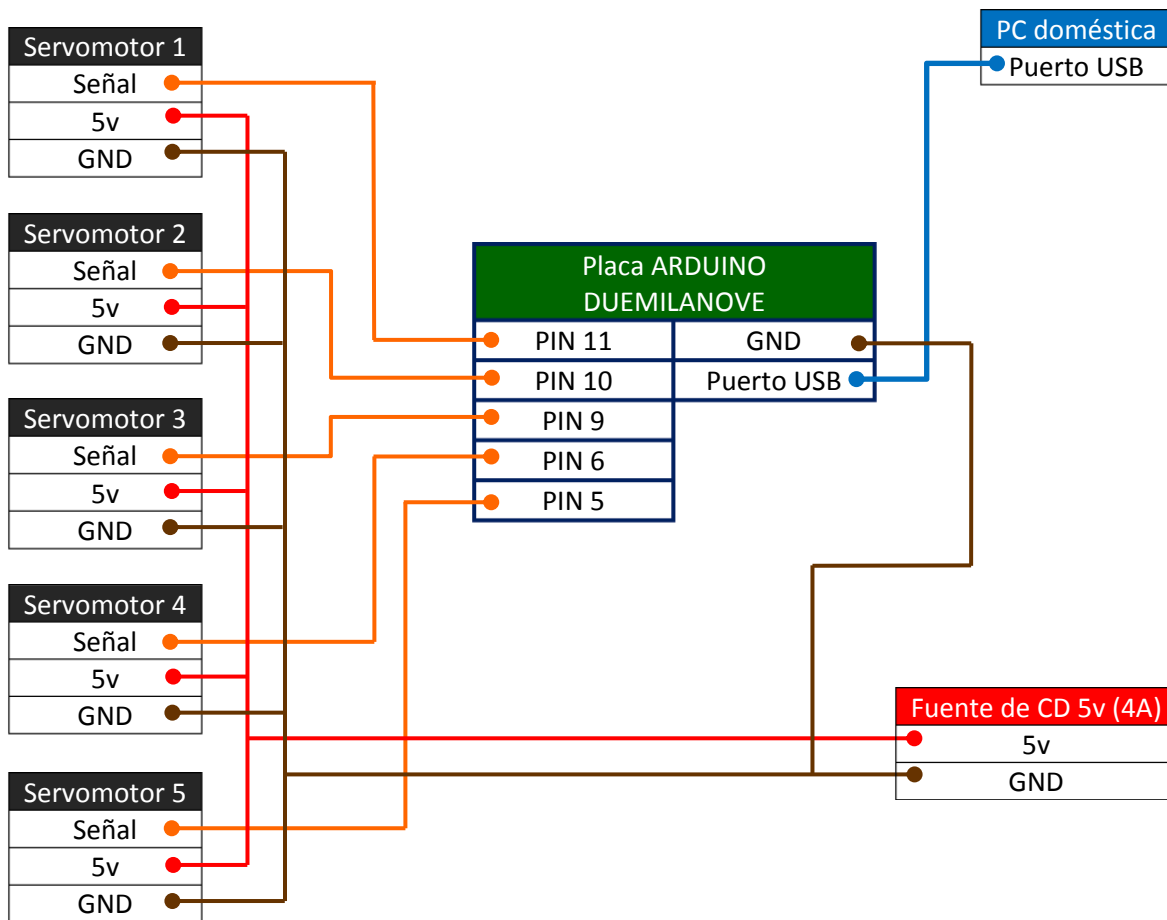 Servomotor 1
Señal
5v
GND
Servomotor 2
Señal
5v
GND
Servomotor 3
Señal
5v
GND
Servomotor 4
Señal
5v
GND
Servomotor 5
Señal
5v
GND
Placa ARDUINO
DUEMILANOVE
PIN 11 GND
PIN 10 Puerto USB
PIN 9
PIN 6
PIN 5
PC doméstica
Puerto USB
Fuente de CD 5v (4A)
5v
GND